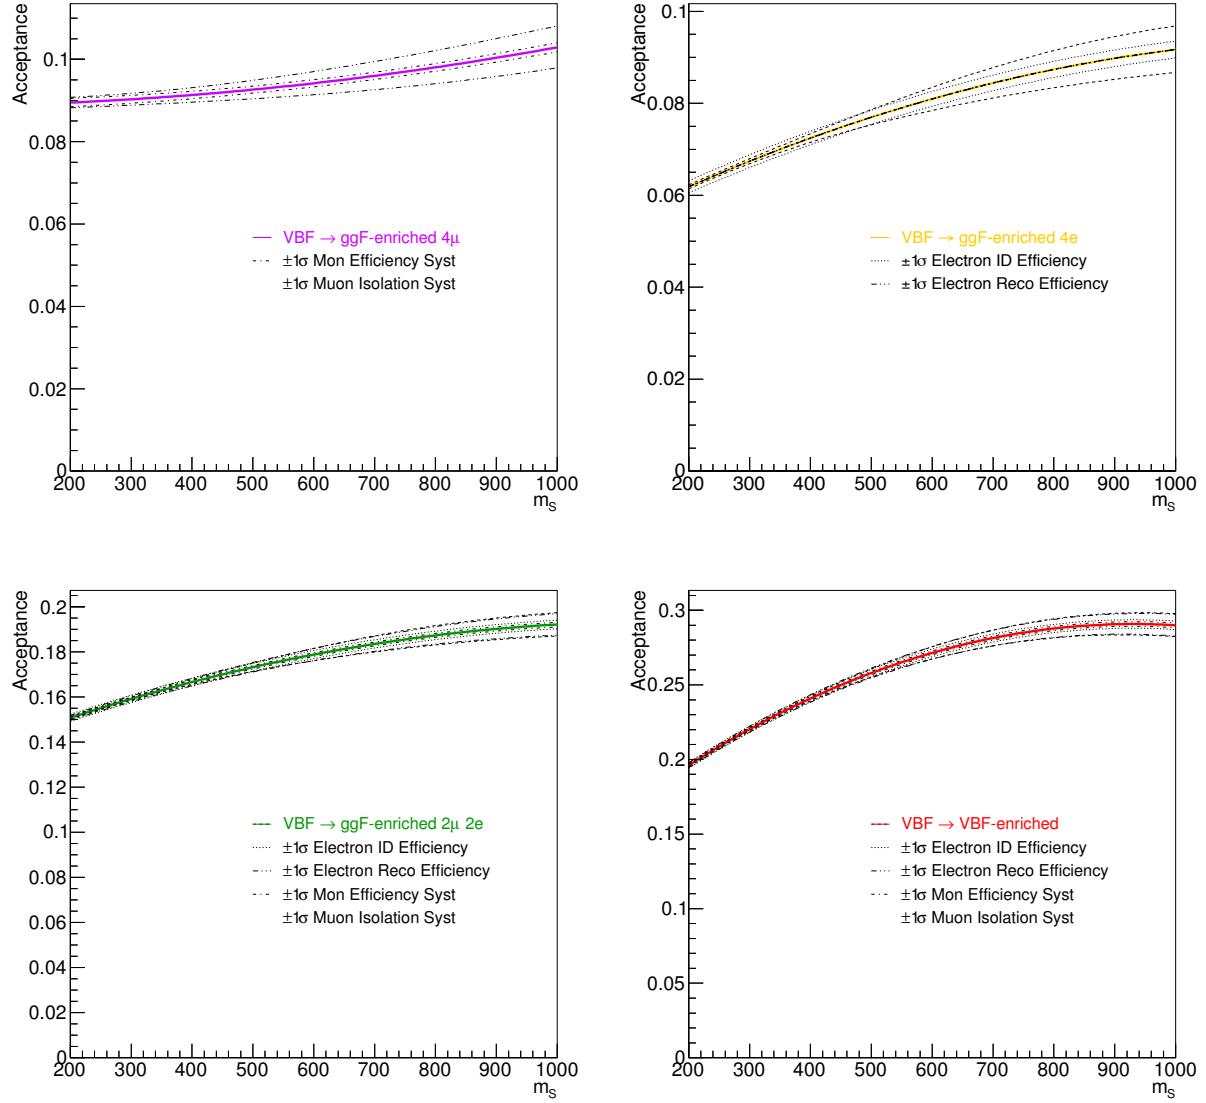 Acceptance
0.1
0.08
0.06
0.04
0.02
0
VBF → ggF-enriched 4μ
±1σ Mon Efficiency Syst
±1σ Muon Isolation Syst
200 300 400 500 600 700 800 900 1000
m_S
Acceptance
0.1
0.08
0.06
0.04
0.02
0
VBF → ggF-enriched 4e
±1σ Electron ID Efficiency
±1σ Electron Reco Efficiency
200 300 400 500 600 700 800 900 1000
m_S
Acceptance
0.2
0.18
0.16
0.14
0.12
0.1
0.08
0.06
0.04
0.02
0
VBF → ggF-enriched 2μ 2e
±1σ Electron ID Efficiency
±1σ Electron Reco Efficiency
±1σ Mon Efficiency Syst
±1σ Muon Isolation Syst
200 300 400 500 600 700 800 900 1000
m_S
Acceptance
0.3
0.25
0.2
0.15
0.1
0.05
0
VBF → VBF-enriched
±1σ Electron ID Efficiency
±1σ Electron Reco Efficiency
±1σ Mon Efficiency Syst
±1σ Muon Isolation Syst
200 300 400 500 600 700 800 900 1000
m_S